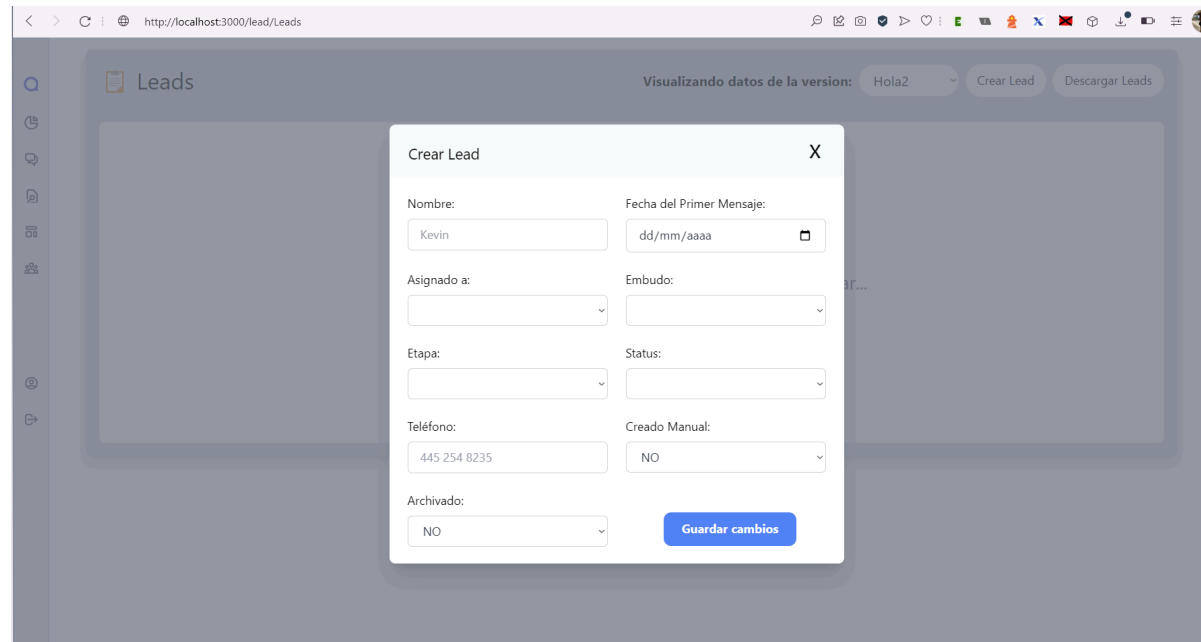 http://localhost:3000/lead/Leads
Leads
Visualizando datos de la version:
Hola2
Crear Lead
Descargar Leads
Crear Lead
X
Nombre:
Fecha del Primer Mensaje:
Kevin
dd/mm/aaaa
Asignado a:
Embudo:
ar...
Etapa:
Status:
Teléfono:
Creado Manual:
445 254 8235
NO
Archivado:
NO
Guardar cambios